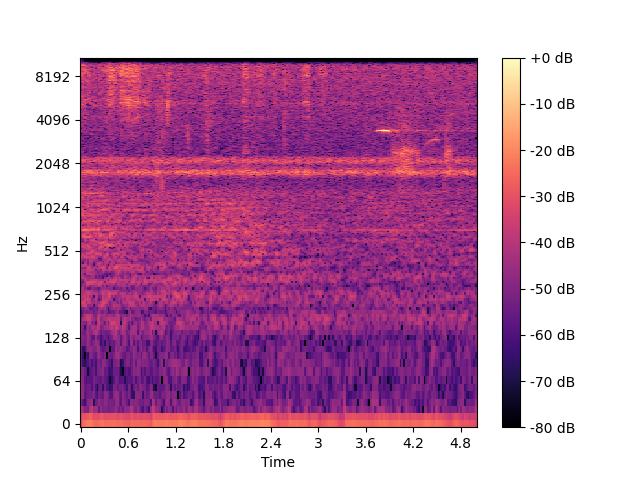 8192
4096
2048
1024
512
256
128
64
0
Hz
0 0.6 1.2 1.8 2.4 3 3.6 4.2 4.8
Time
+0 dB
-10 dB
-20 dB
-30 dB
-40 dB
-50 dB
-60 dB
-70 dB
-80 dB